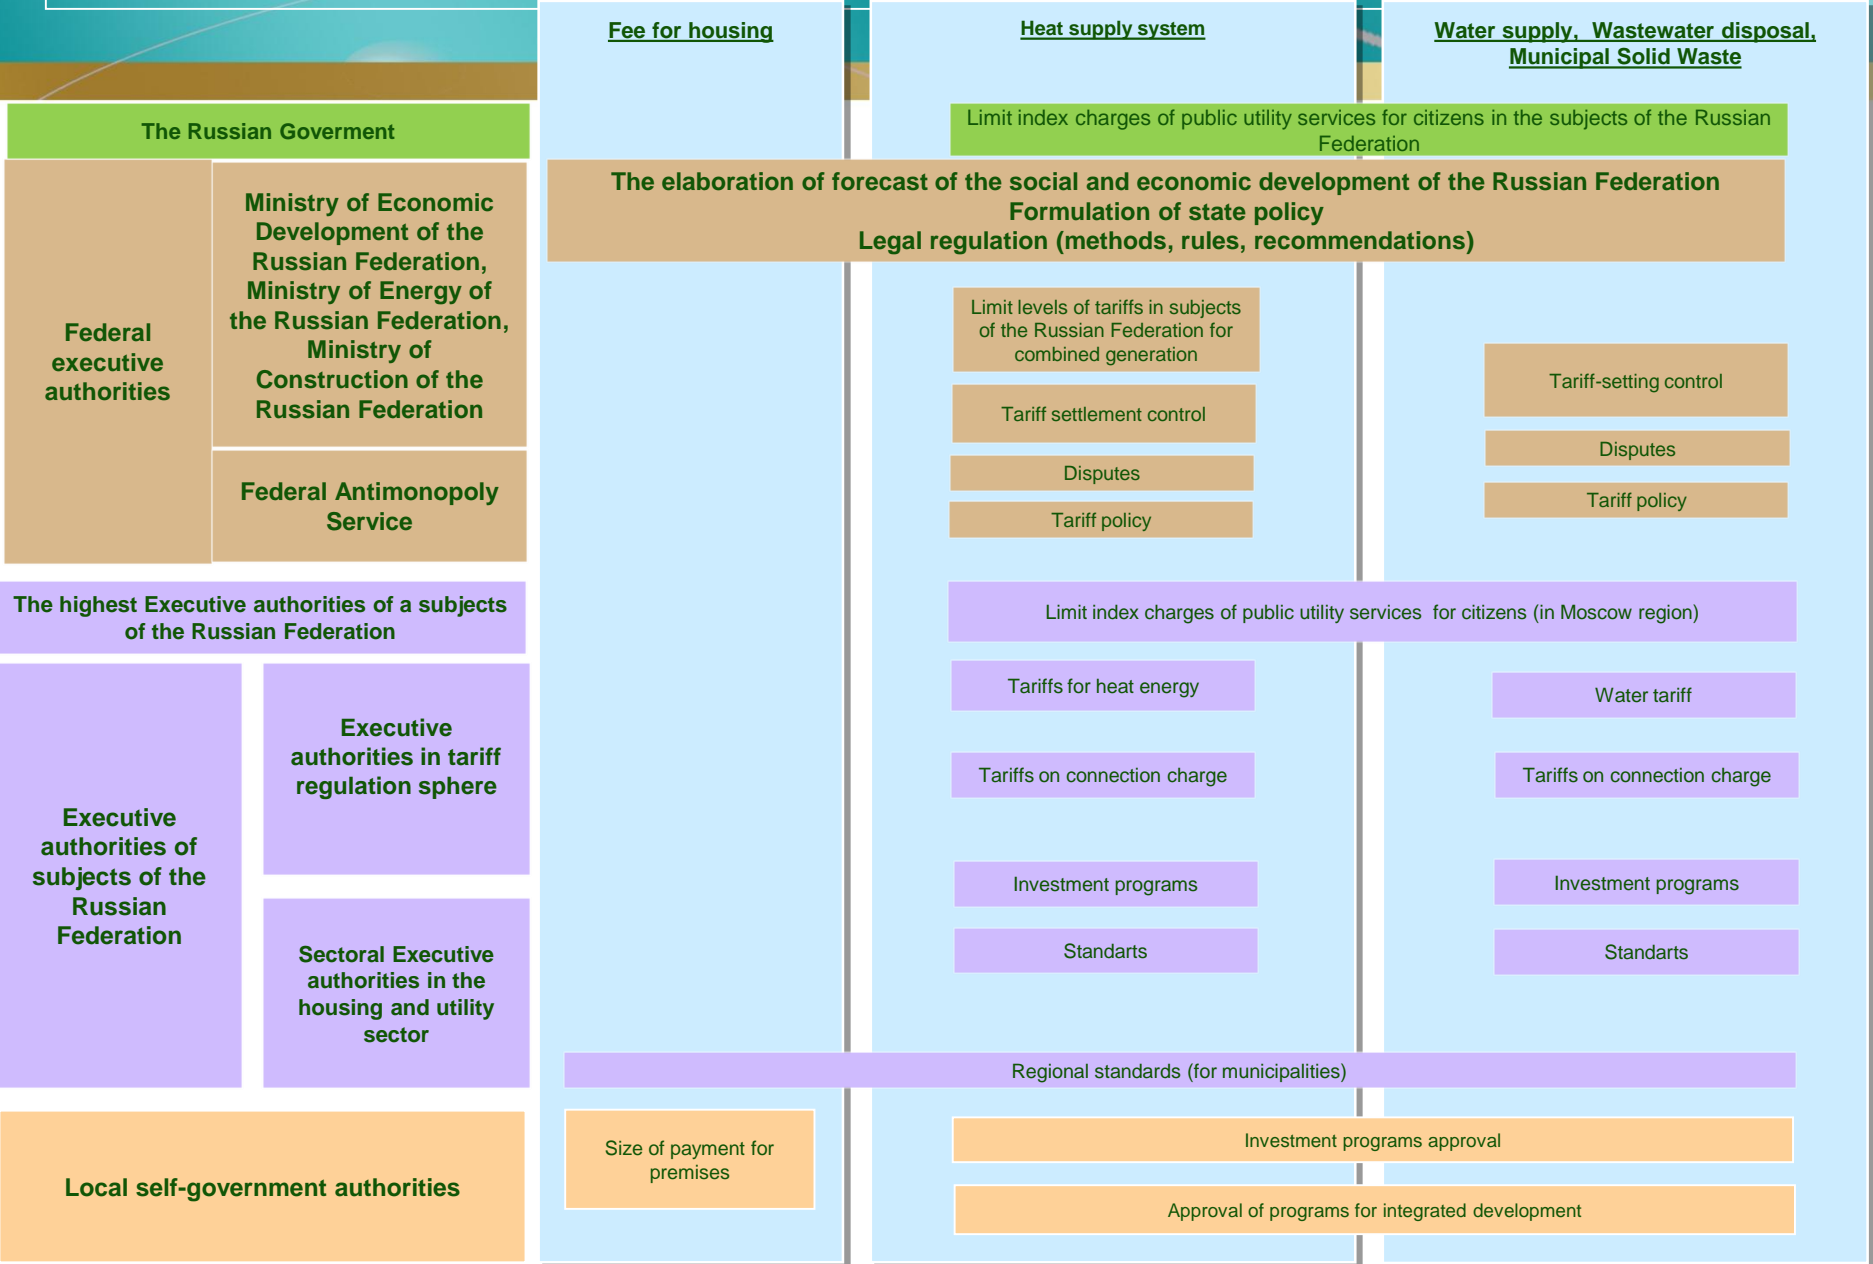 Fee for housing
Heat supply system
Water supply,  Wastewater disposal,
Municipal Solid Waste
The Russian Goverment
Limit index charges of public utility services for citizens in the subjects of the Russian
Federation
Federal
executive
authorities
Ministry of Economic
Development of the
Russian Federation,
Ministry of Energy of
the Russian Federation,
Ministry of
Construction of the
Russian Federation
Federal Antimonopoly
Service
The elaboration of forecast of the social and economic development of the Russian Federation
Formulation of state policy
Legal regulation (methods, rules, recommendations)
Limit levels of tariffs in subjects
of the Russian Federation for
combined generation
Tariff settlement control
Disputes
Tariff policy
Tariff-setting control
Disputes
Tariff policy
The highest Executive authorities of a subjects
of the Russian Federation
Limit index charges of public utility services  for citizens (in Moscow region)
Executive
authorities of
subjects of the
Russian
Federation
Executive
authorities in tariff
regulation sphere
Sectoral Executive
authorities in the
housing and utility
sector
Tariffs for heat energy
Tariffs on connection charge
Investment programs
Standarts
Water tariff
Tariffs on connection charge
Investment programs
Standarts
Regional standards (for municipalities)
Local self-government authorities
Size of payment for
premises
Investment programs approval
Approval of programs for integrated development